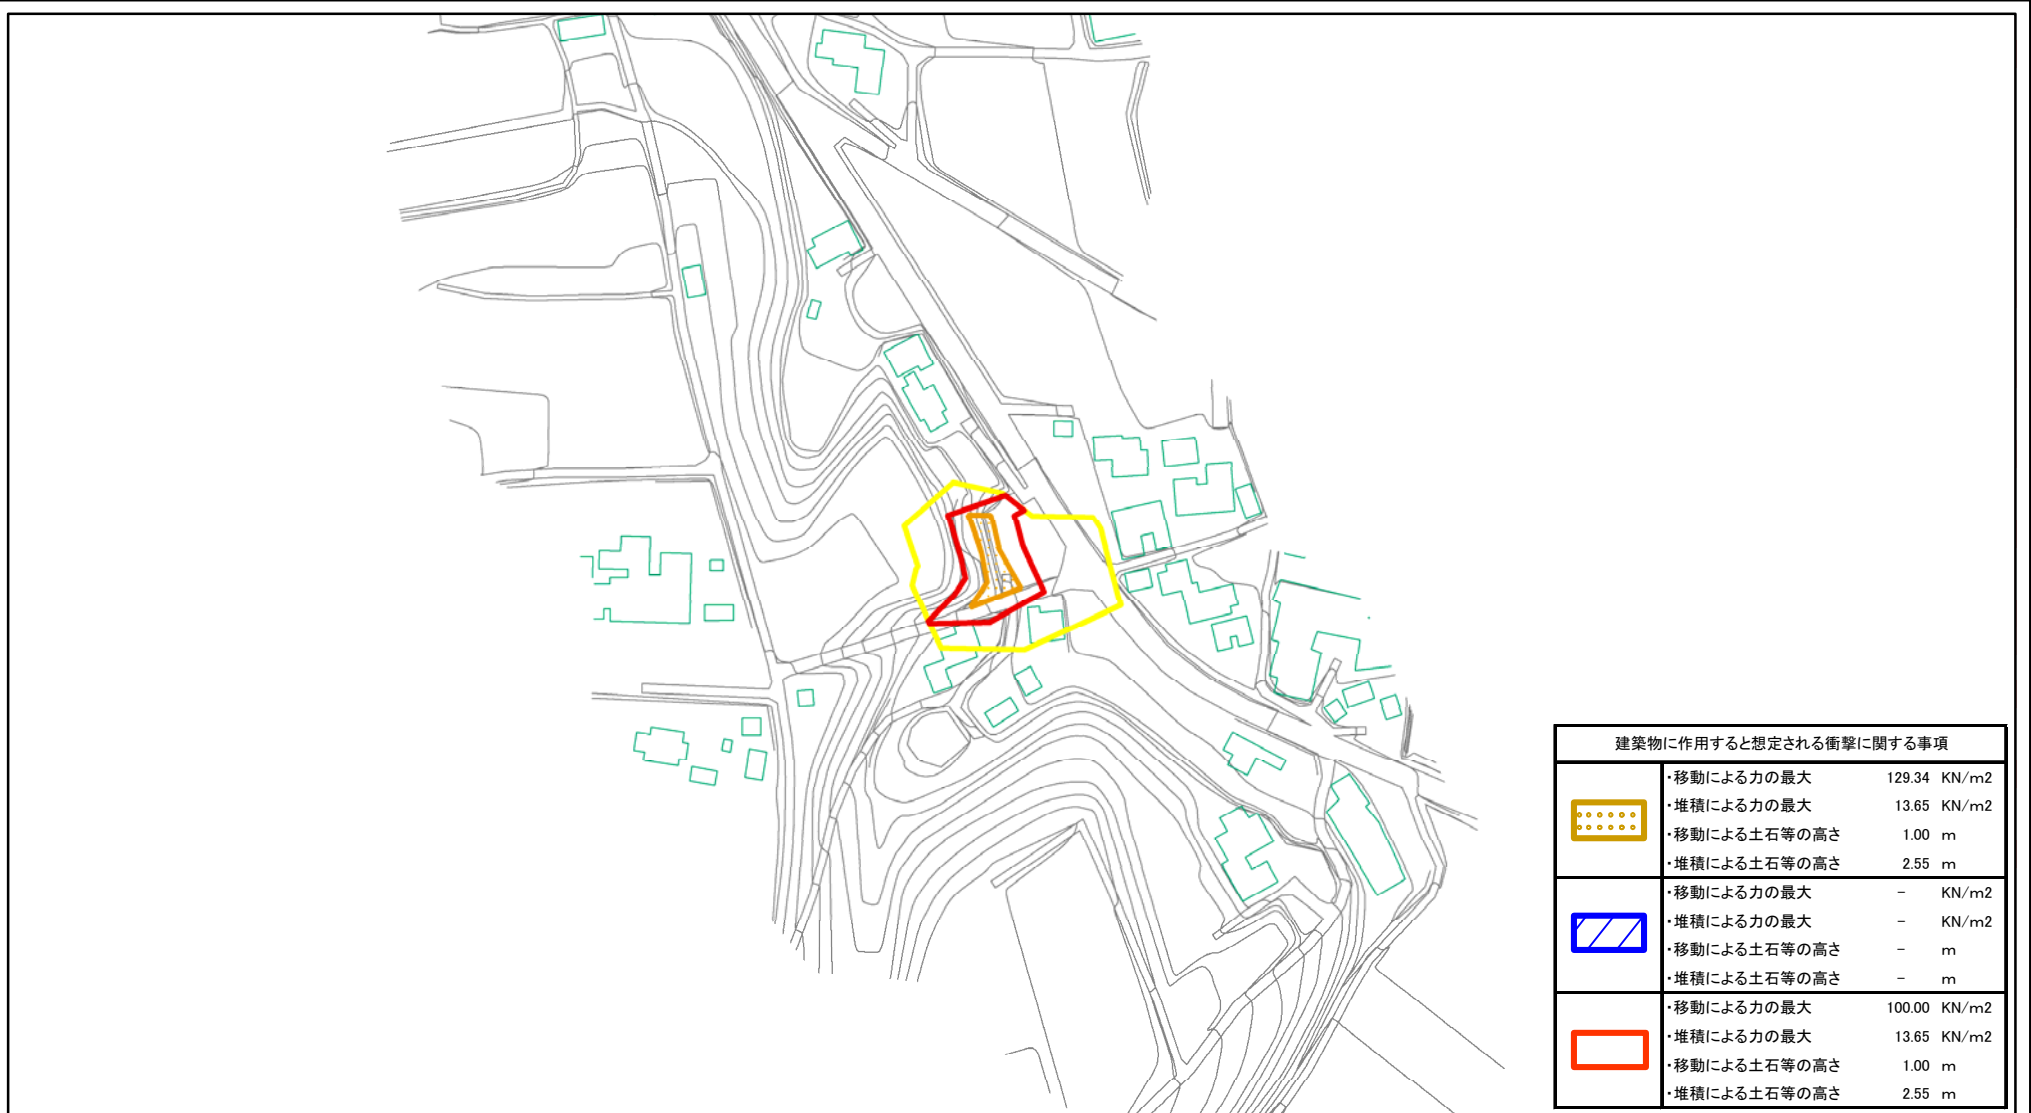 建築物に作用すると想定される衝撃に関する事項
・移動による力の最大 129.34 KN/m2
・堆積による力の最大 13.65 KN/m2
・移動による土石等の高さ 1.00 m
・堆積による土石等の高さ 2.55 m
・移動による力の最大 - KN/m2
・堆積による力の最大 - KN/m2
・移動による土石等の高さ - m
・堆積による土石等の高さ - m
・移動による力の最大 100.00 KN/m2
・堆積による力の最大 13.65 KN/m2
・移動による土石等の高さ 1.00 m
・堆積による土石等の高さ 2.55 m